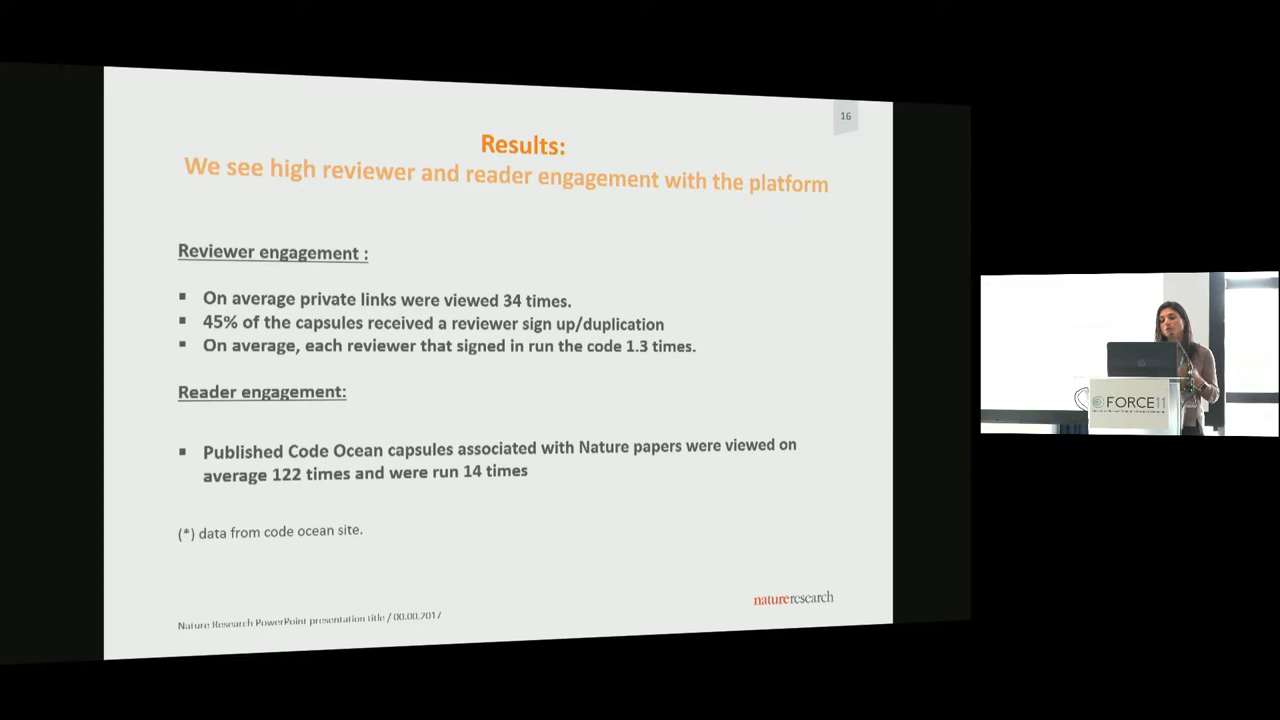 16
Results:
We see high reviewer and reader engagement with the platform
Reviewer engagement :
▪ On average private links were viewed 34 times.
▪ 45% of the capsules received a reviewer sign up/duplication
▪ On average, each reviewer that signed in run the code 1.3 times.
Reader engagement:
▪ Published Code Ocean capsules associated with Nature papers were viewed on
average 122 times and were run 14 times
(*) data from code ocean site.
natureresearch
Nature Research PowerPoint presentation title / 00.00.2017
FORCE11